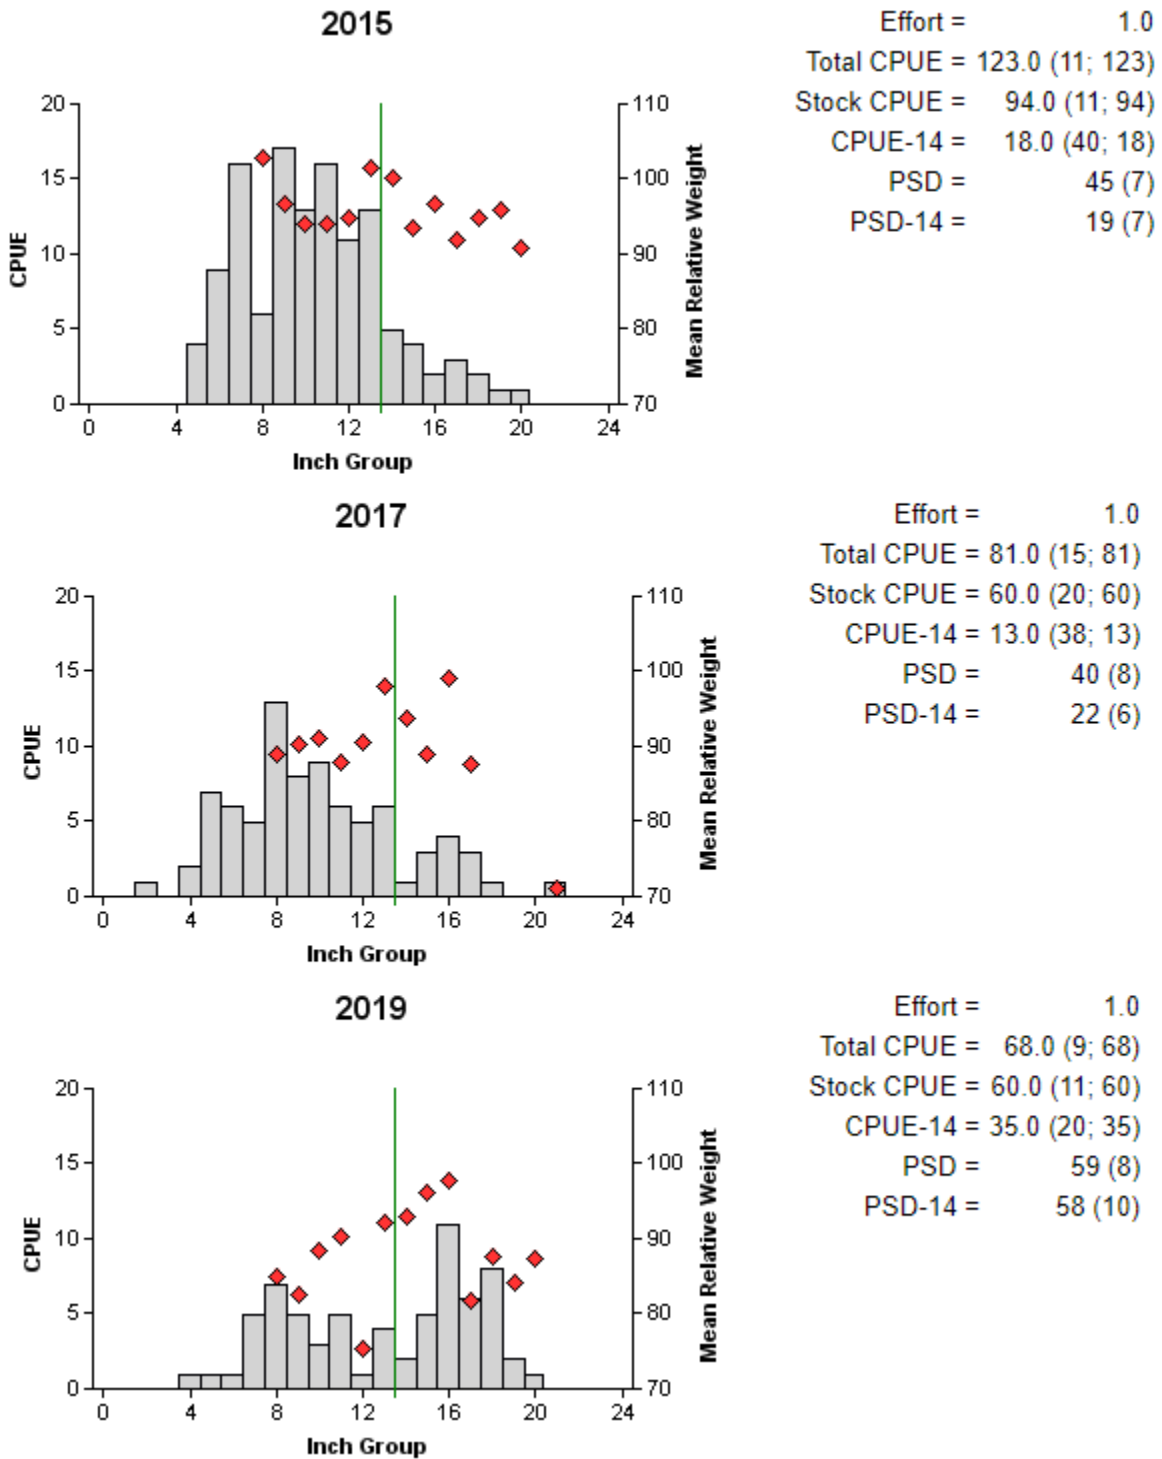 2015
Effort = 1.0
Total CPUE = 123.0 (11; 123)
Stock CPUE = 94.0 (11; 94)
CPUE-14 = 18.0 (40; 18)
PSD = 45 (7)
PSD-14 = 19 (7)
20
15
10
5
0
CPUE
110
100
90
80
70
Mean Relative Weight
0 4 8 12 16 20 24
Inch Group
2017
Effort = 1.0
Total CPUE = 81.0 (15; 81)
Stock CPUE = 60.0 (20; 60)
CPUE-14 = 13.0 (38; 13)
PSD = 40 (8)
PSD-14 = 22 (6)
20
15
10
5
0
CPUE
110
100
90
80
70
Mean Relative Weight
0 4 8 12 16 20 24
Inch Group
2019
Effort = 1.0
Total CPUE = 68.0 (9; 68)
Stock CPUE = 60.0 (11; 60)
CPUE-14 = 35.0 (20; 35)
PSD = 59 (8)
PSD-14 = 58 (10)
20
15
10
5
0
CPUE
110
100
90
80
70
Mean Relative Weight
0 4 8 12 16 20 24
Inch Group